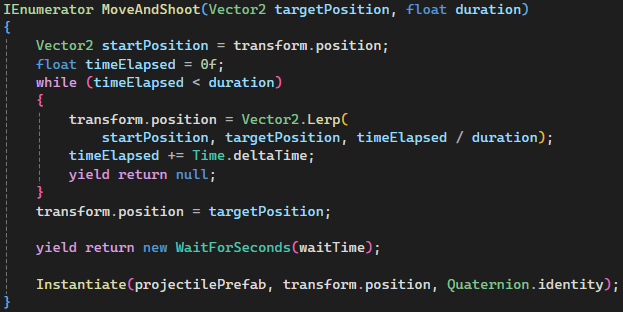 IEnumerator MoveAndShoot(Vector2 targetPosition, float duration)
{
    Vector2 startPosition = transform.position;
    float timeElapsed = 0f;
    while (timeElapsed < duration)
    {
        transform.position = Vector2.Lerp(
            startPosition, targetPosition, timeElapsed / duration);
        timeElapsed += Time.deltaTime;
        yield return null;
    }
    transform.position = targetPosition;

    yield return new WaitForSeconds(waitTime);

    Instantiate(projectilePrefab, transform.position, Quaternion.identity);
}